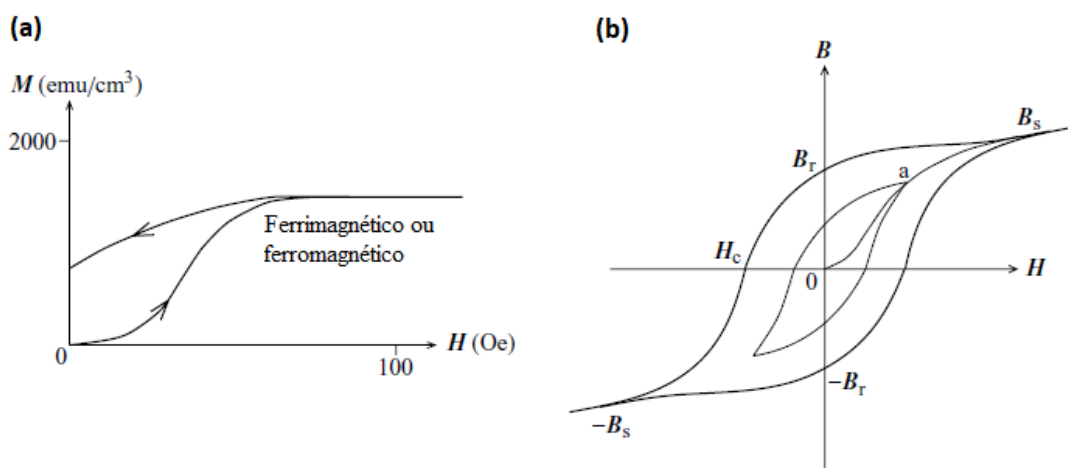 (a)
M (emu/cm³)
2000
Ferrimagnético ou
ferromagnético
0
100
H (Oe)
(b)
B
Bs
Br
a
Hc
0
H
−Br
−Bs